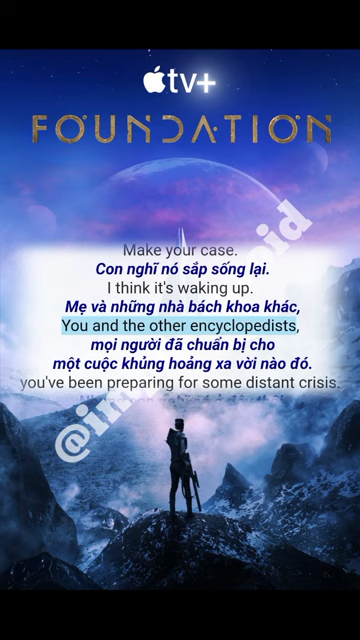 tv+
FOUNDATION
Make your case.
Con nghĩ nó sắp sống lại.
I think it's waking up.
Mẹ và những nhà bách khoa khác,
You and the other encyclopedists,
mọi người đã chuẩn bị cho
một cuộc khủng hoảng xa vời nào đó.
you've been preparing for some distant crisis.